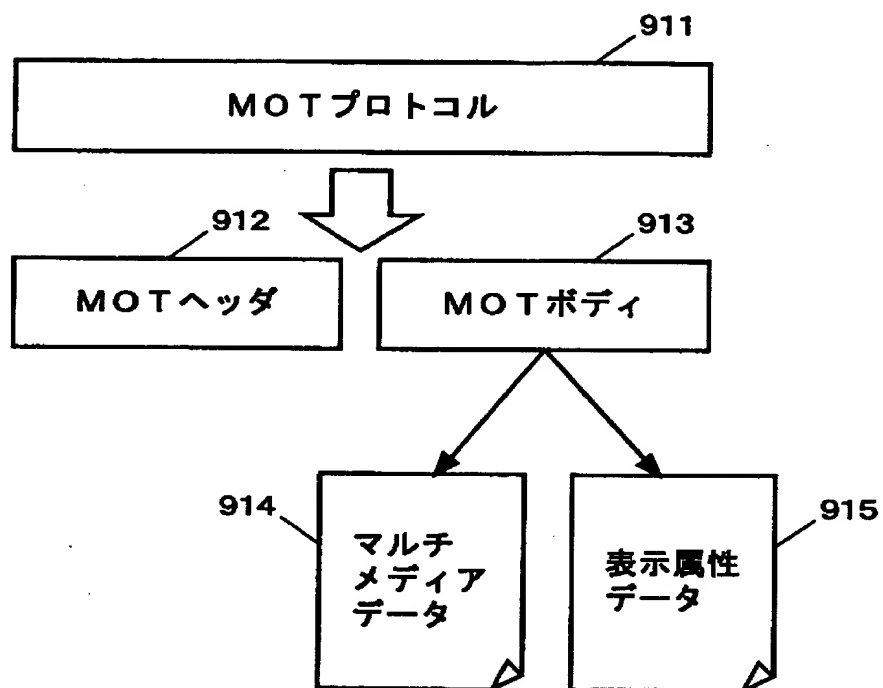 911
MOTプロトコル
912
913
MOTヘッダ
MOTボディ
914
マルチ
メディア
データ
915
表示属性
データ